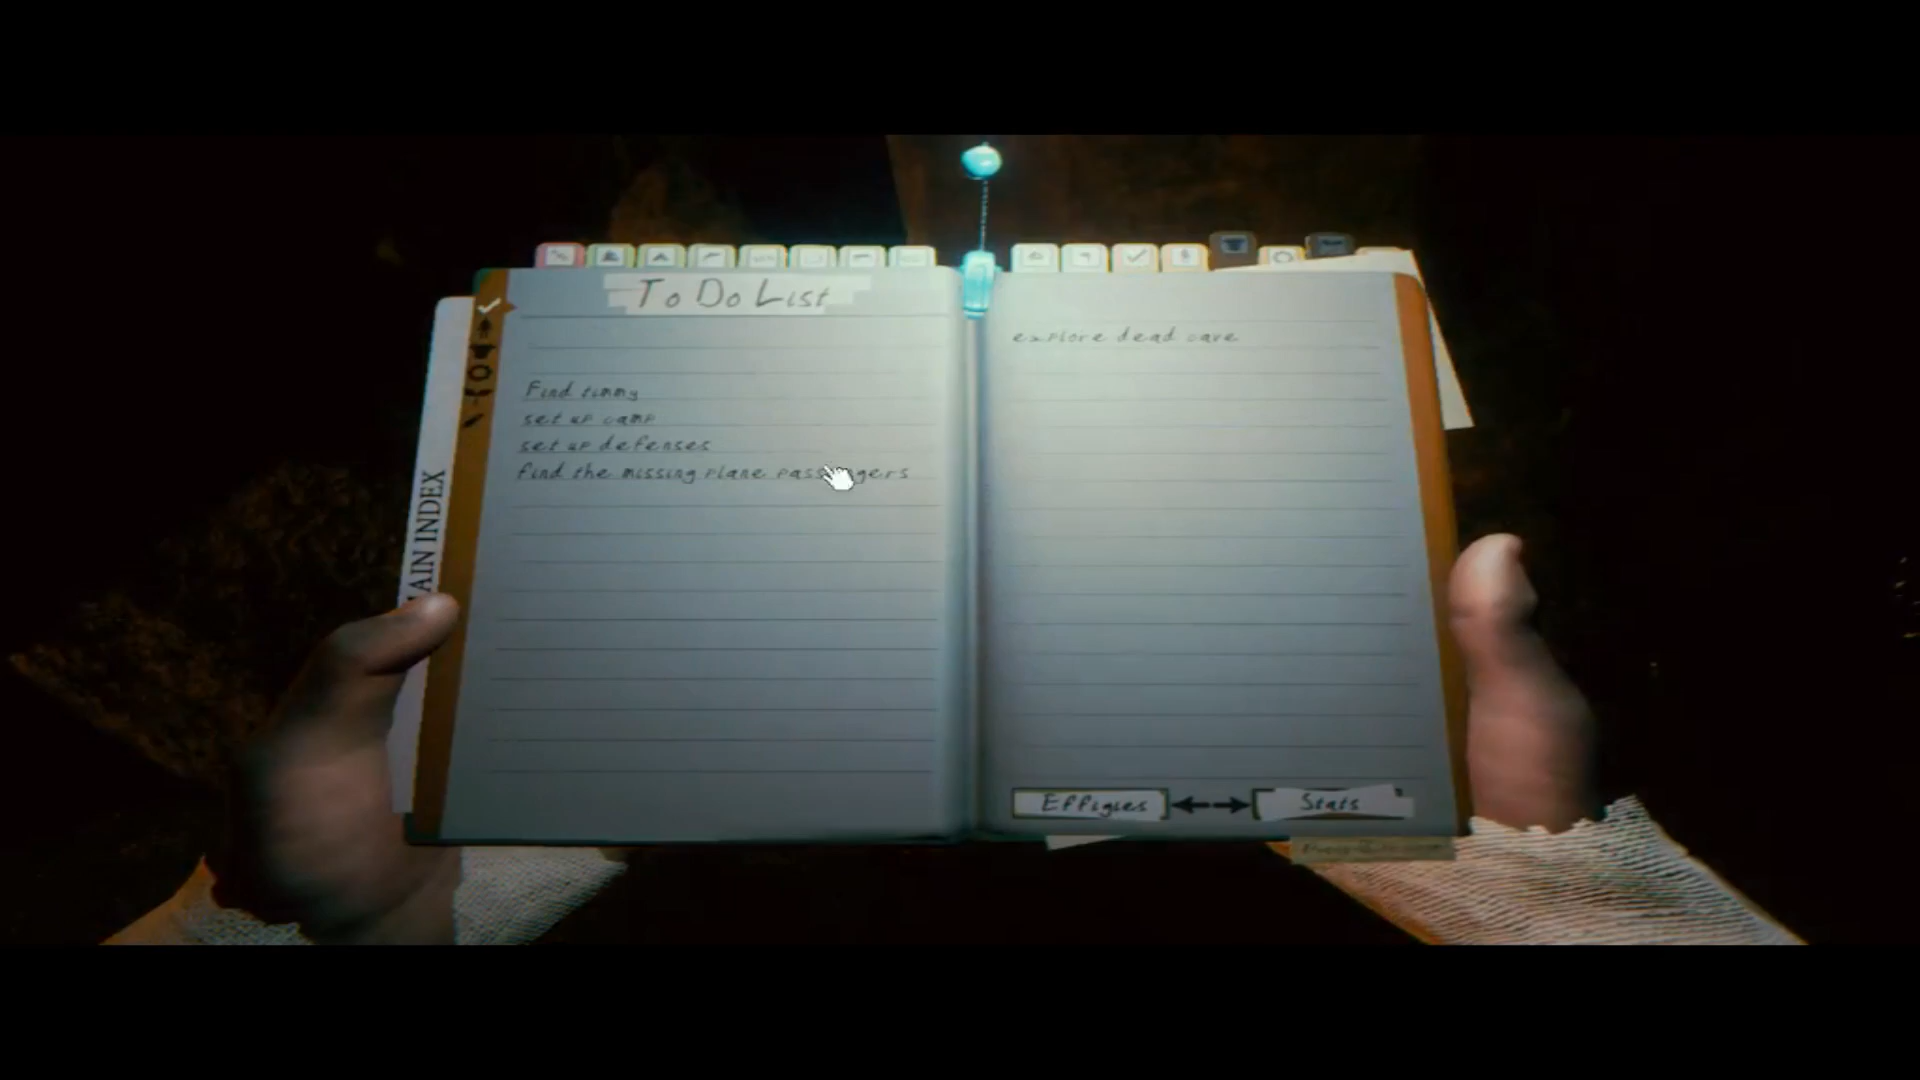 To Do List
Find timmy
set up camp
set up defenses
find the missing plane passengers
explore dead cave
MAIN INDEX
Effigies
Stats